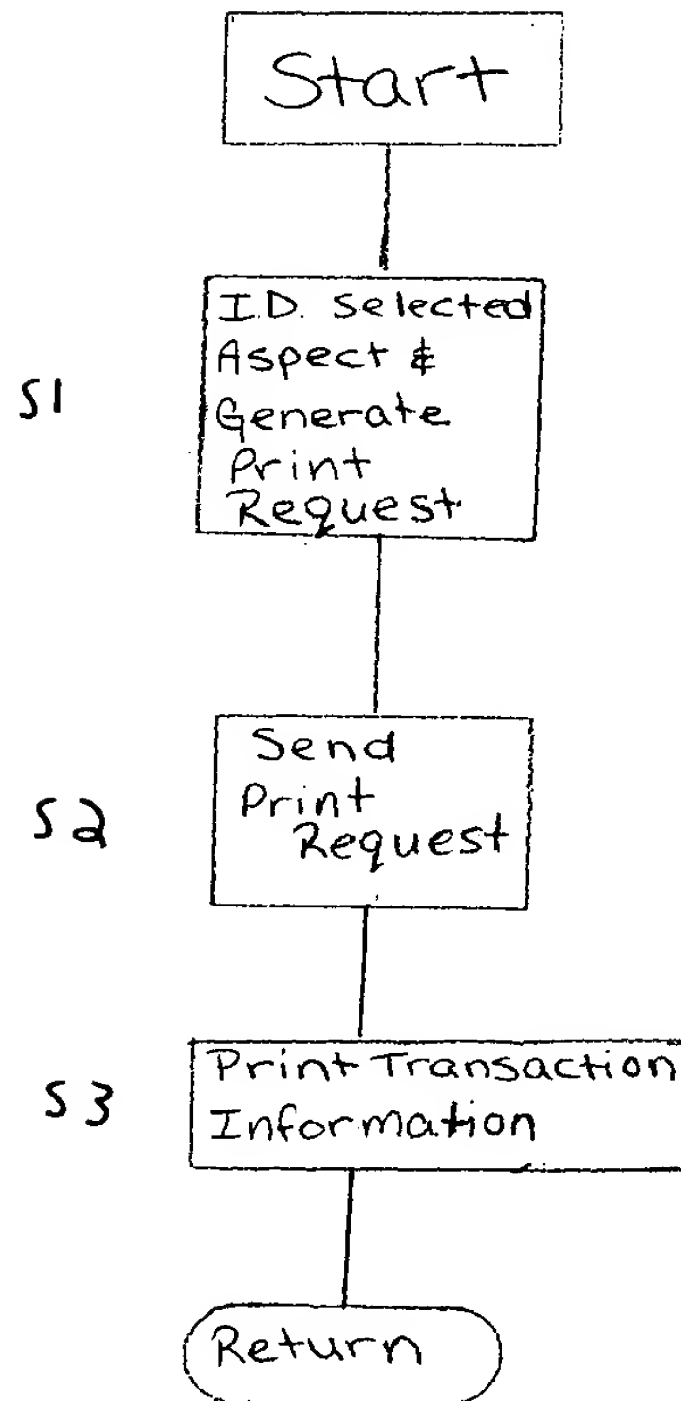 Start
S1
I.D. Selected
Aspect &
Generate
Print
Request
S2
Send
Print
Request
S3
Print Transaction
Information
Return